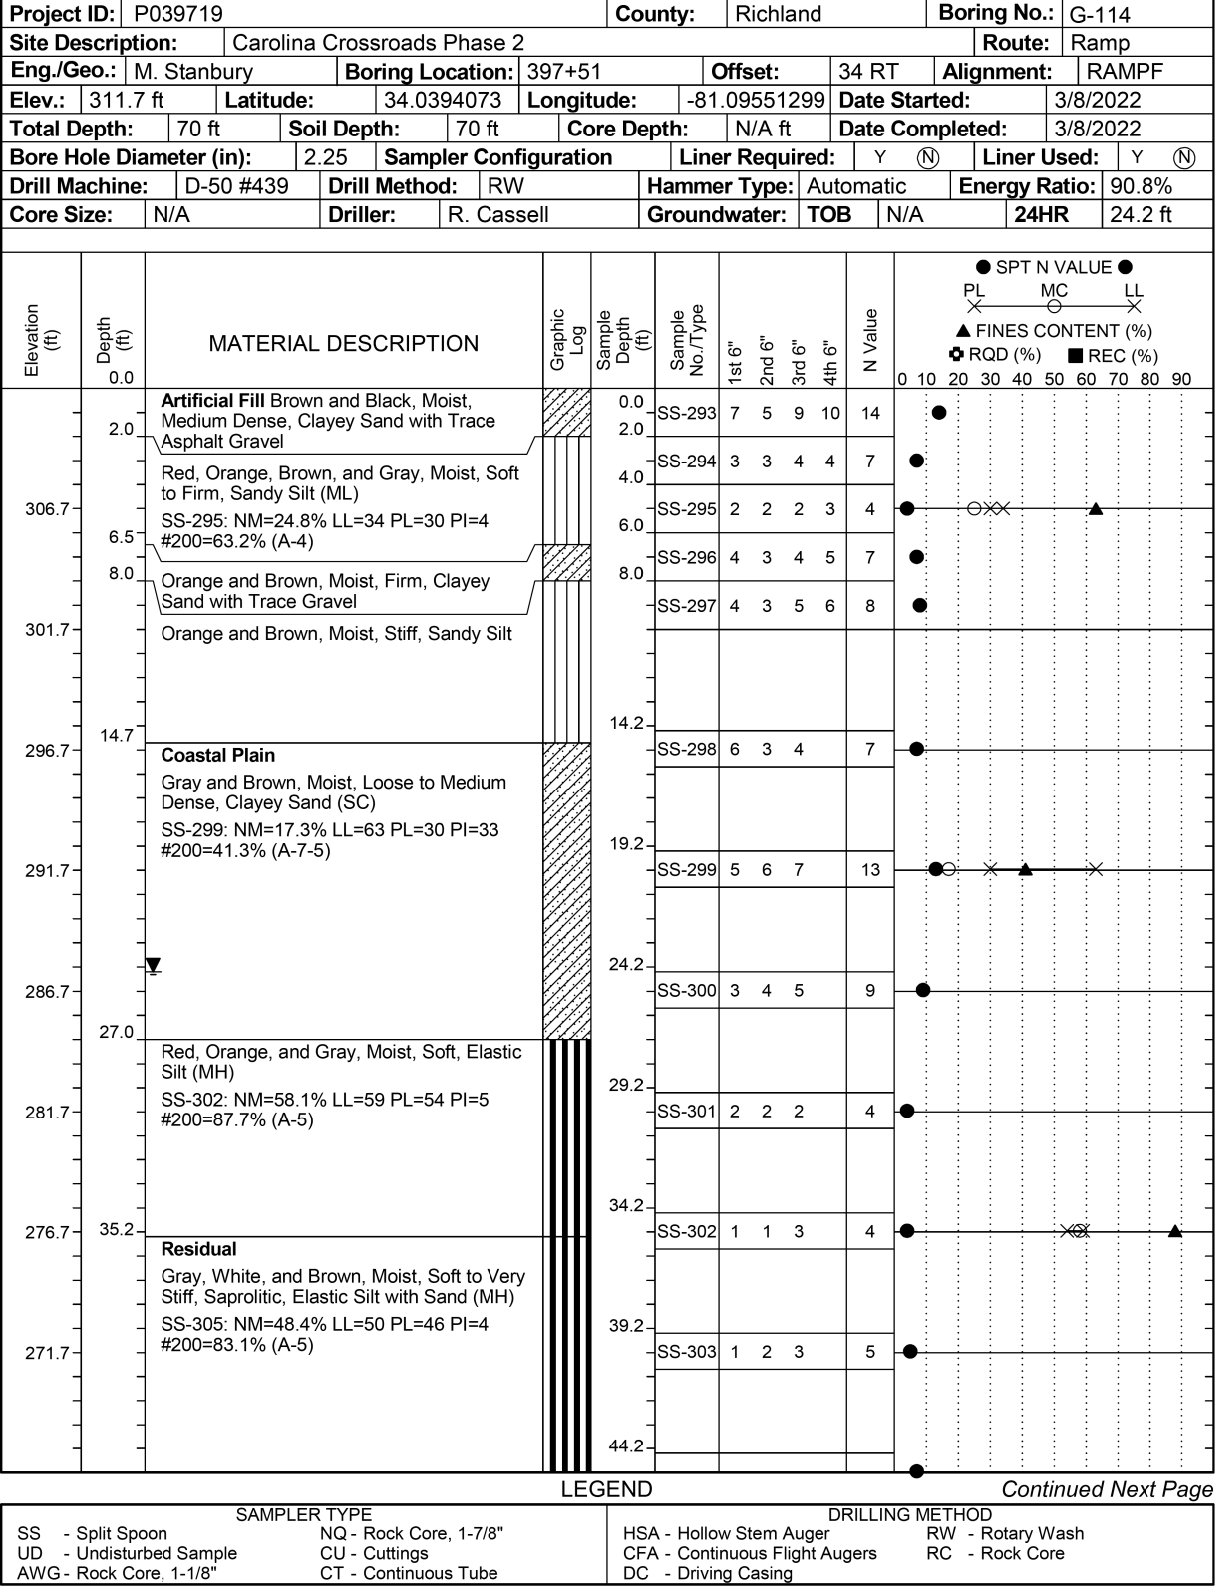 Project ID: P039719 County: Richland Boring No.: G-114
Site Description: Carolina Crossroads Phase 2 Route: Ramp
Eng./Geo.: M. Stanbury Boring Location: 397+51 Offset: 34 RT Alignment: RAMPF
Elev.: 311.7 ft Latitude: 34.0394073 Longitude: -81.09551299 Date Started: 3/8/2022
Total Depth: 70 ft Soil Depth: 70 ft Core Depth: N/A ft Date Completed: 3/8/2022
Bore Hole Diameter (in): 2.25 Sampler Configuration Liner Required: Y N Liner Used: Y N
Drill Machine: D-50 #439 Drill Method: RW Hammer Type: Automatic Energy Ratio: 90.8%
Core Size: N/A Driller: R. Cassell Groundwater: TOB N/A 24HR 24.2 ft
Elevation (ft)
Depth (ft)
0.0
MATERIAL DESCRIPTION
Graphic Log
Sample Depth (ft)
Sample No./Type
1st 6"
2nd 6"
3rd 6"
4th 6"
N Value
● SPT N VALUE ●
PL MC LL
▲ FINES CONTENT (%)
RQD (%) ■ REC (%)
0 10 20 30 40 50 60 70 80 90
Artificial Fill Brown and Black, Moist,
Medium Dense, Clayey Sand with Trace
Asphalt Gravel
2.0
0.0
SS-293 7 5 9 10 14
2.0
Red, Orange, Brown, and Gray, Moist, Soft
to Firm, Sandy Silt (ML)
SS-294 3 3 4 4 7
4.0
306.7
SS-295: NM=24.8% LL=34 PL=30 PI=4
#200=63.2% (A-4)
SS-295 2 2 2 3 4
6.5
6.0
SS-296 4 3 4 5 7
8.0
Orange and Brown, Moist, Firm, Clayey
Sand with Trace Gravel
8.0
SS-297 4 3 5 6 8
301.7
Orange and Brown, Moist, Stiff, Sandy Silt
14.7
14.2
296.7
Coastal Plain
SS-298 6 3 4 7
Gray and Brown, Moist, Loose to Medium
Dense, Clayey Sand (SC)
SS-299: NM=17.3% LL=63 PL=30 PI=33
#200=41.3% (A-7-5)
19.2
291.7
SS-299 5 6 7 13
24.2
286.7
SS-300 3 4 5 9
27.0
Red, Orange, and Gray, Moist, Soft, Elastic
Silt (MH)
SS-302: NM=58.1% LL=59 PL=54 PI=5
#200=87.7% (A-5)
29.2
281.7
SS-301 2 2 2 4
34.2
276.7
35.2
SS-302 1 1 3 4
Residual
Gray, White, and Brown, Moist, Soft to Very
Stiff, Saprolitic, Elastic Silt with Sand (MH)
SS-305: NM=48.4% LL=50 PL=46 PI=4
#200=83.1% (A-5)
39.2
271.7
SS-303 1 2 3 5
44.2
LEGEND
Continued Next Page
SAMPLER TYPE
SS - Split Spoon NQ - Rock Core, 1-7/8"
UD - Undisturbed Sample CU - Cuttings
AWG - Rock Core, 1-1/8" CT - Continuous Tube
DRILLING METHOD
HSA - Hollow Stem Auger RW - Rotary Wash
CFA - Continuous Flight Augers RC - Rock Core
DC - Driving Casing